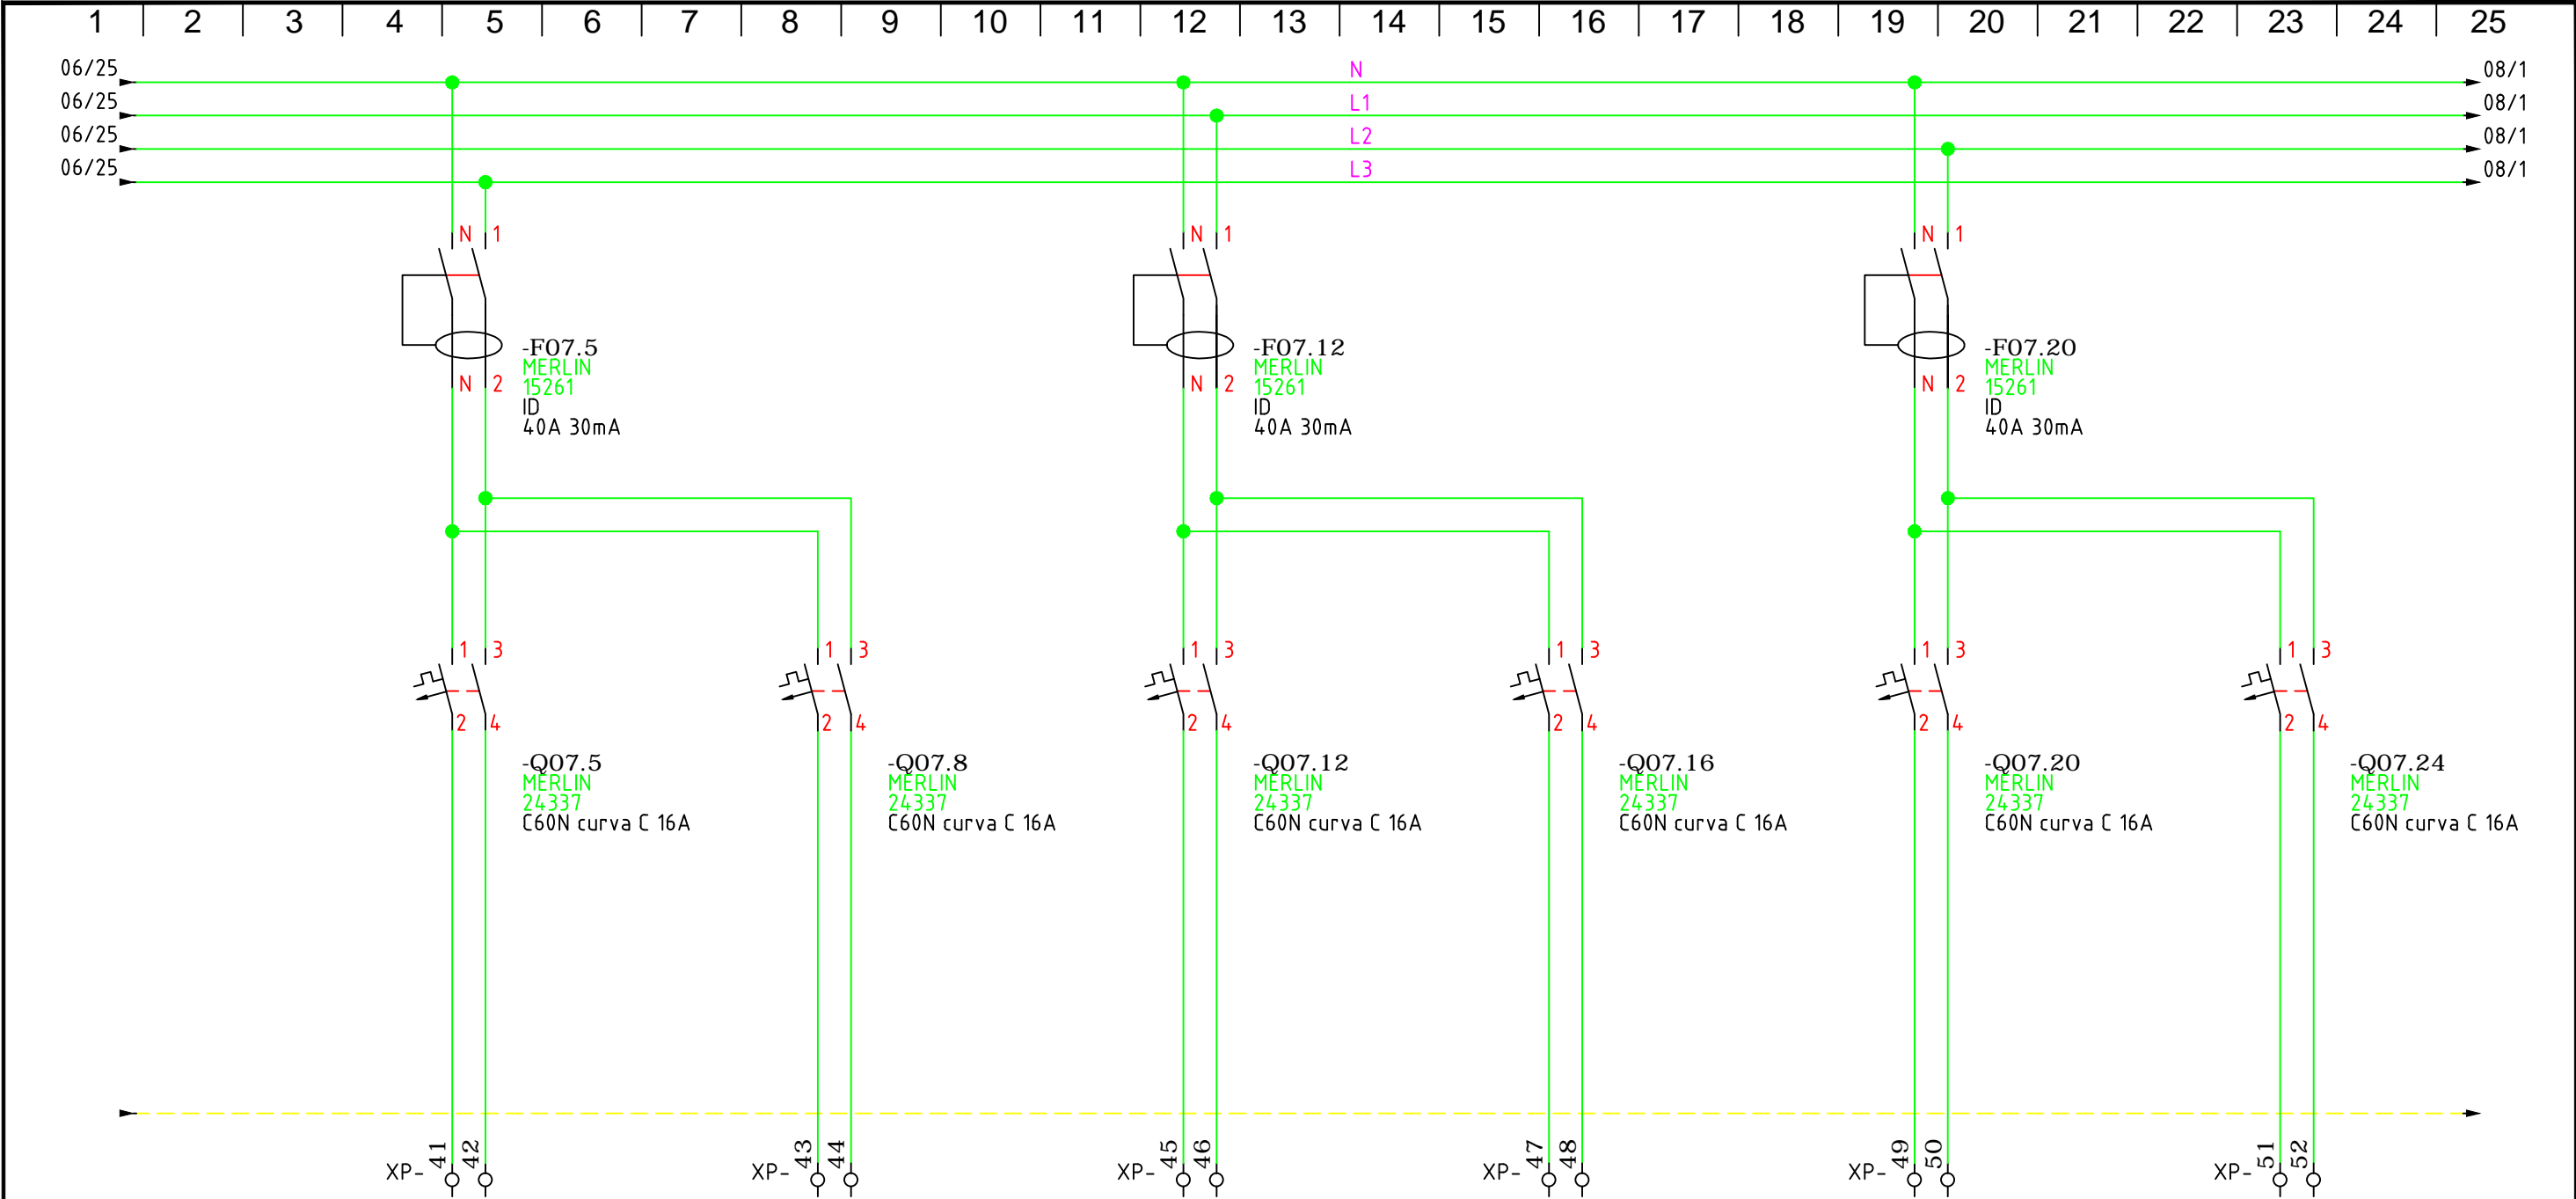 1 2 3 4 5 6 7 8 9 10 11 12 13 14 15 16 17 18 19 20 21 22 23 24 25
06/25 N 08/1
06/25 L1 08/1
06/25 L2 08/1
06/25 L3 08/1
N 1 N 1 N 1
-F07.5
MERLIN
15261
ID
40A 30mA
N 2
-F07.12
MERLIN
15261
ID
40A 30mA
N 2
-F07.20
MERLIN
15261
ID
40A 30mA
N 2
1 3 1 3 1 3 1 3 1 3 1 3
2 4 2 4 2 4 2 4 2 4 2 4
-Q07.5
MERLIN
24337
C60N curva C 16A
-Q07.8
MERLIN
24337
C60N curva C 16A
-Q07.12
MERLIN
24337
C60N curva C 16A
-Q07.16
MERLIN
24337
C60N curva C 16A
-Q07.20
MERLIN
24337
C60N curva C 16A
-Q07.24
MERLIN
24337
C60N curva C 16A
XP- 41 42 XP- 43 44 XP- 45 46 XP- 47 48 XP- 49 50 XP- 51 52